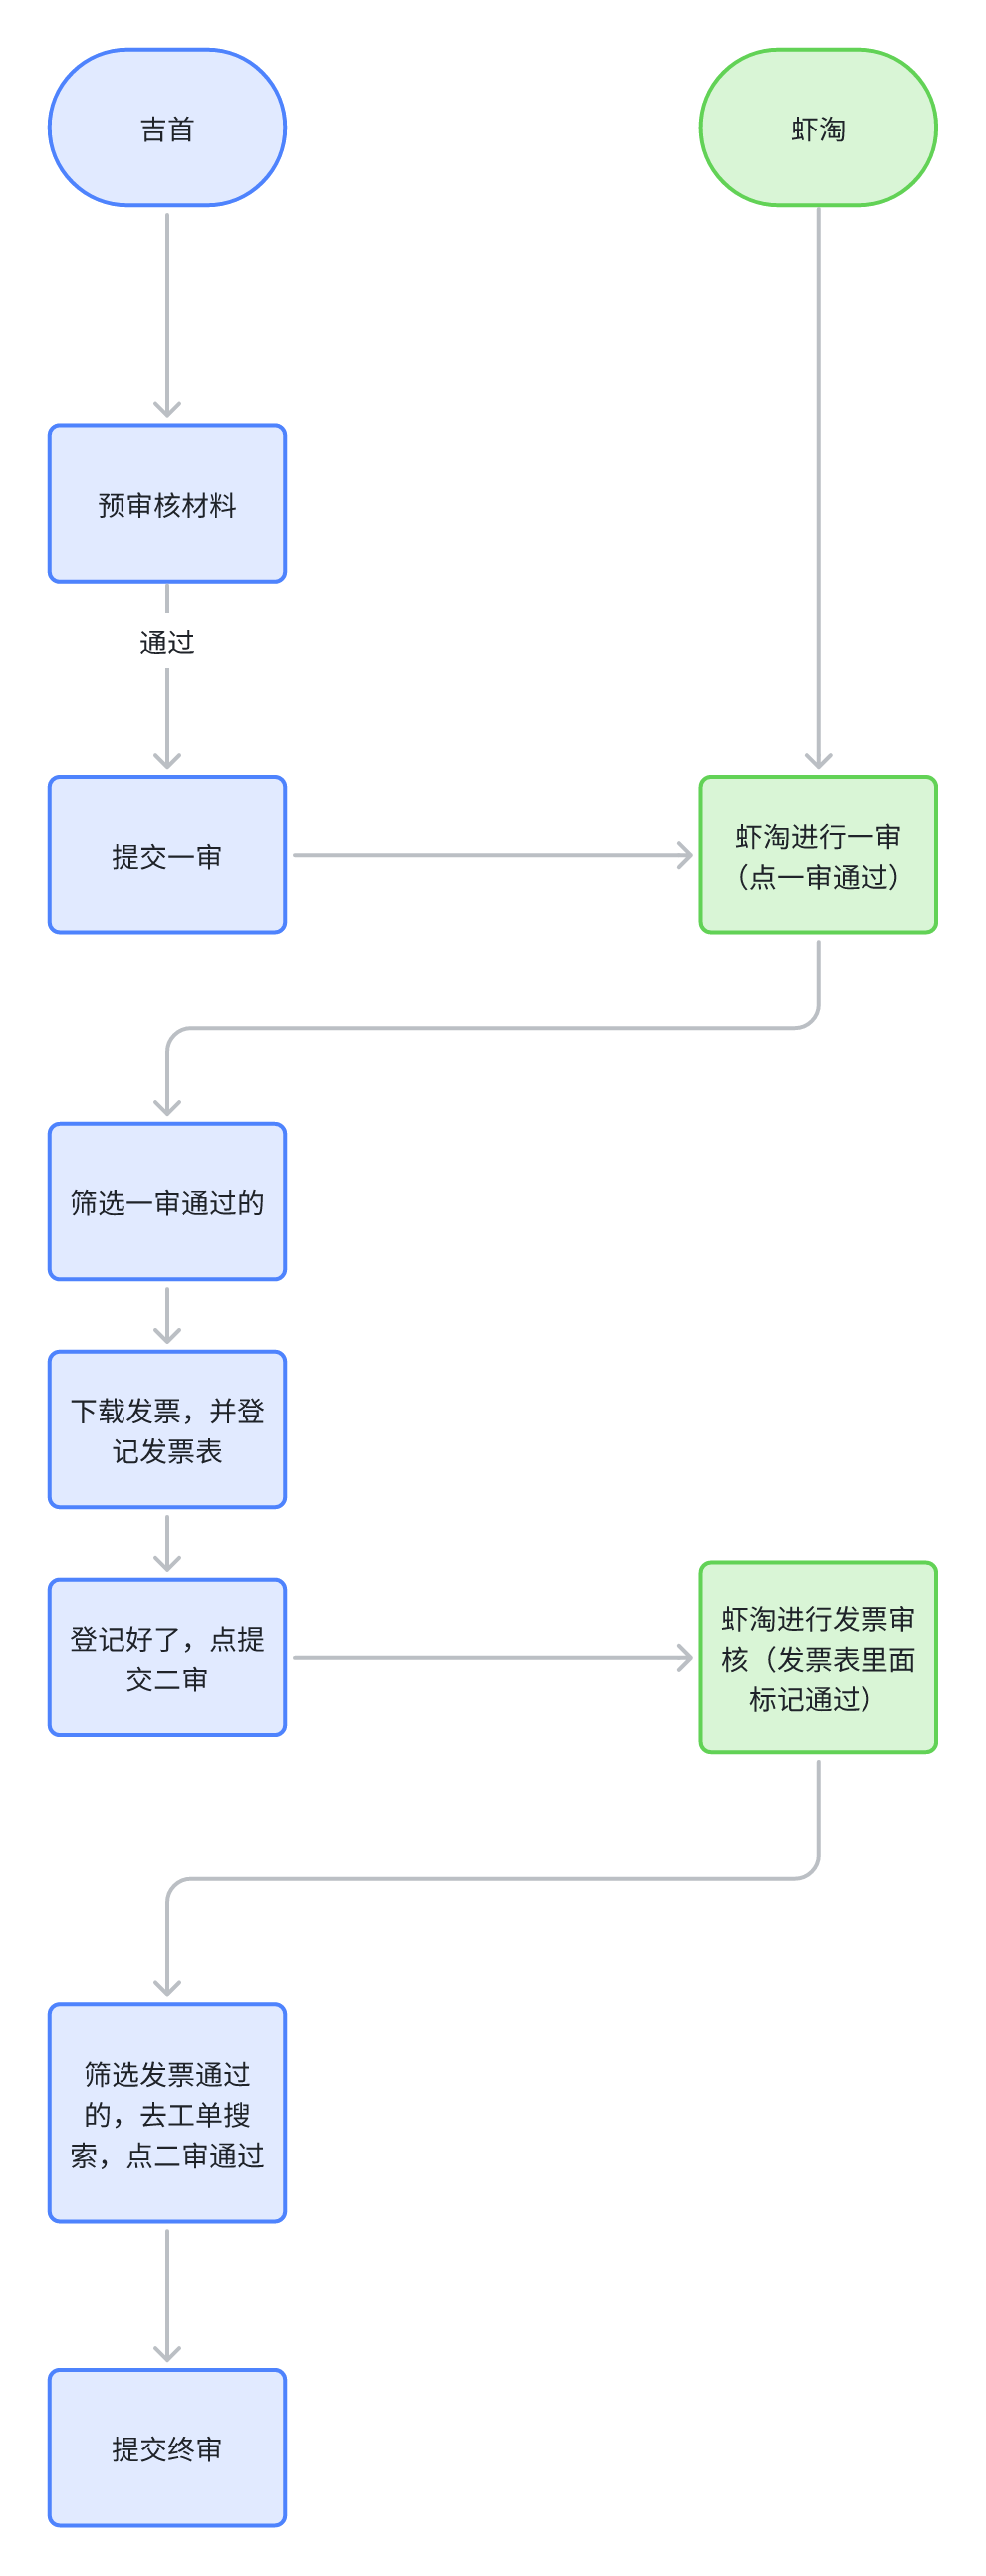 吉首
虾淘
预审核材料
通过
提交一审
虾淘进行一审
（点一审通过）
筛选一审通过的
下载发票，并登
记发票表
登记好了，点提
交二审
虾淘进行发票审
核（发票表里面
标记通过）
筛选发票通过
的，去工单搜
索，点二审通过
提交终审